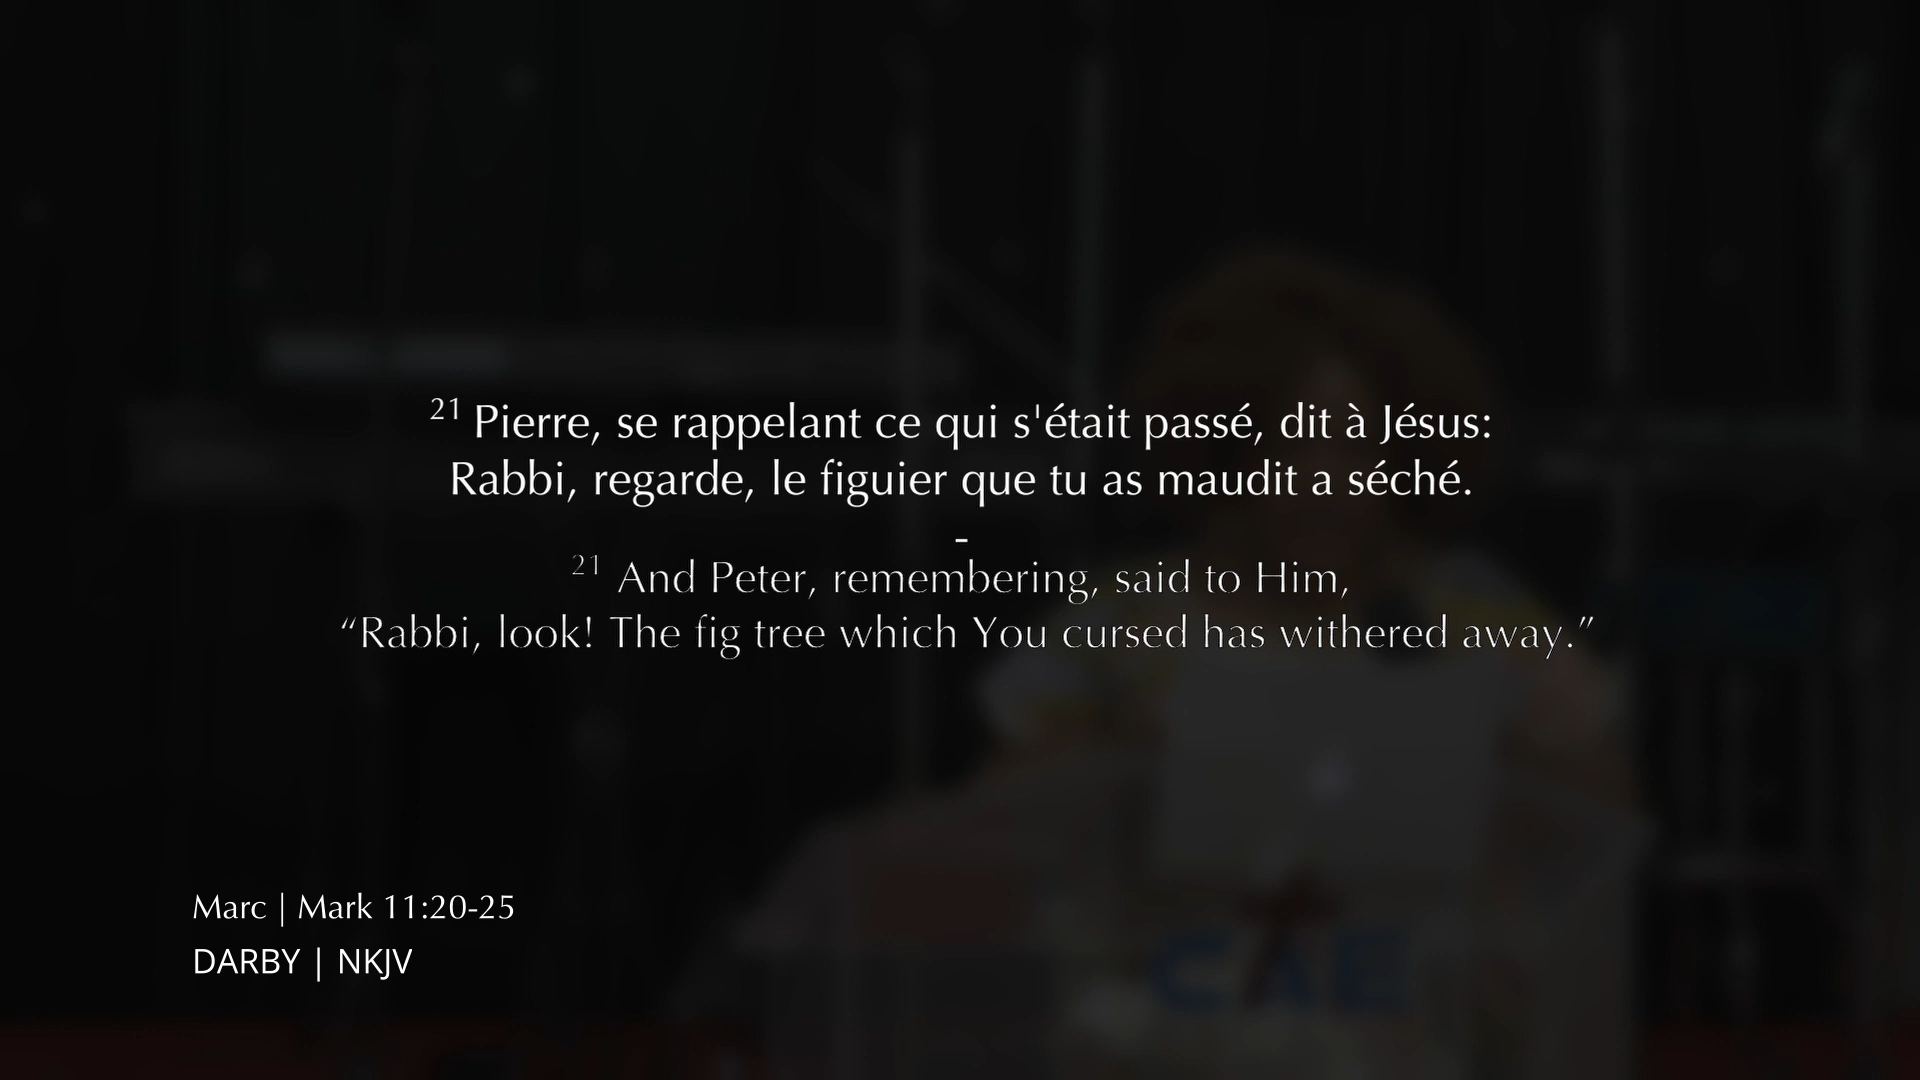 21 Pierre, se rappelant ce qui s'était passé, dit à Jésus:
Rabbi, regarde, le figuier que tu as maudit a séché.
-
21 And Peter, remembering, said to Him,
“Rabbi, look! The fig tree which You cursed has withered away.”
Marc | Mark 11:20-25
DARBY | NKJV
CAE